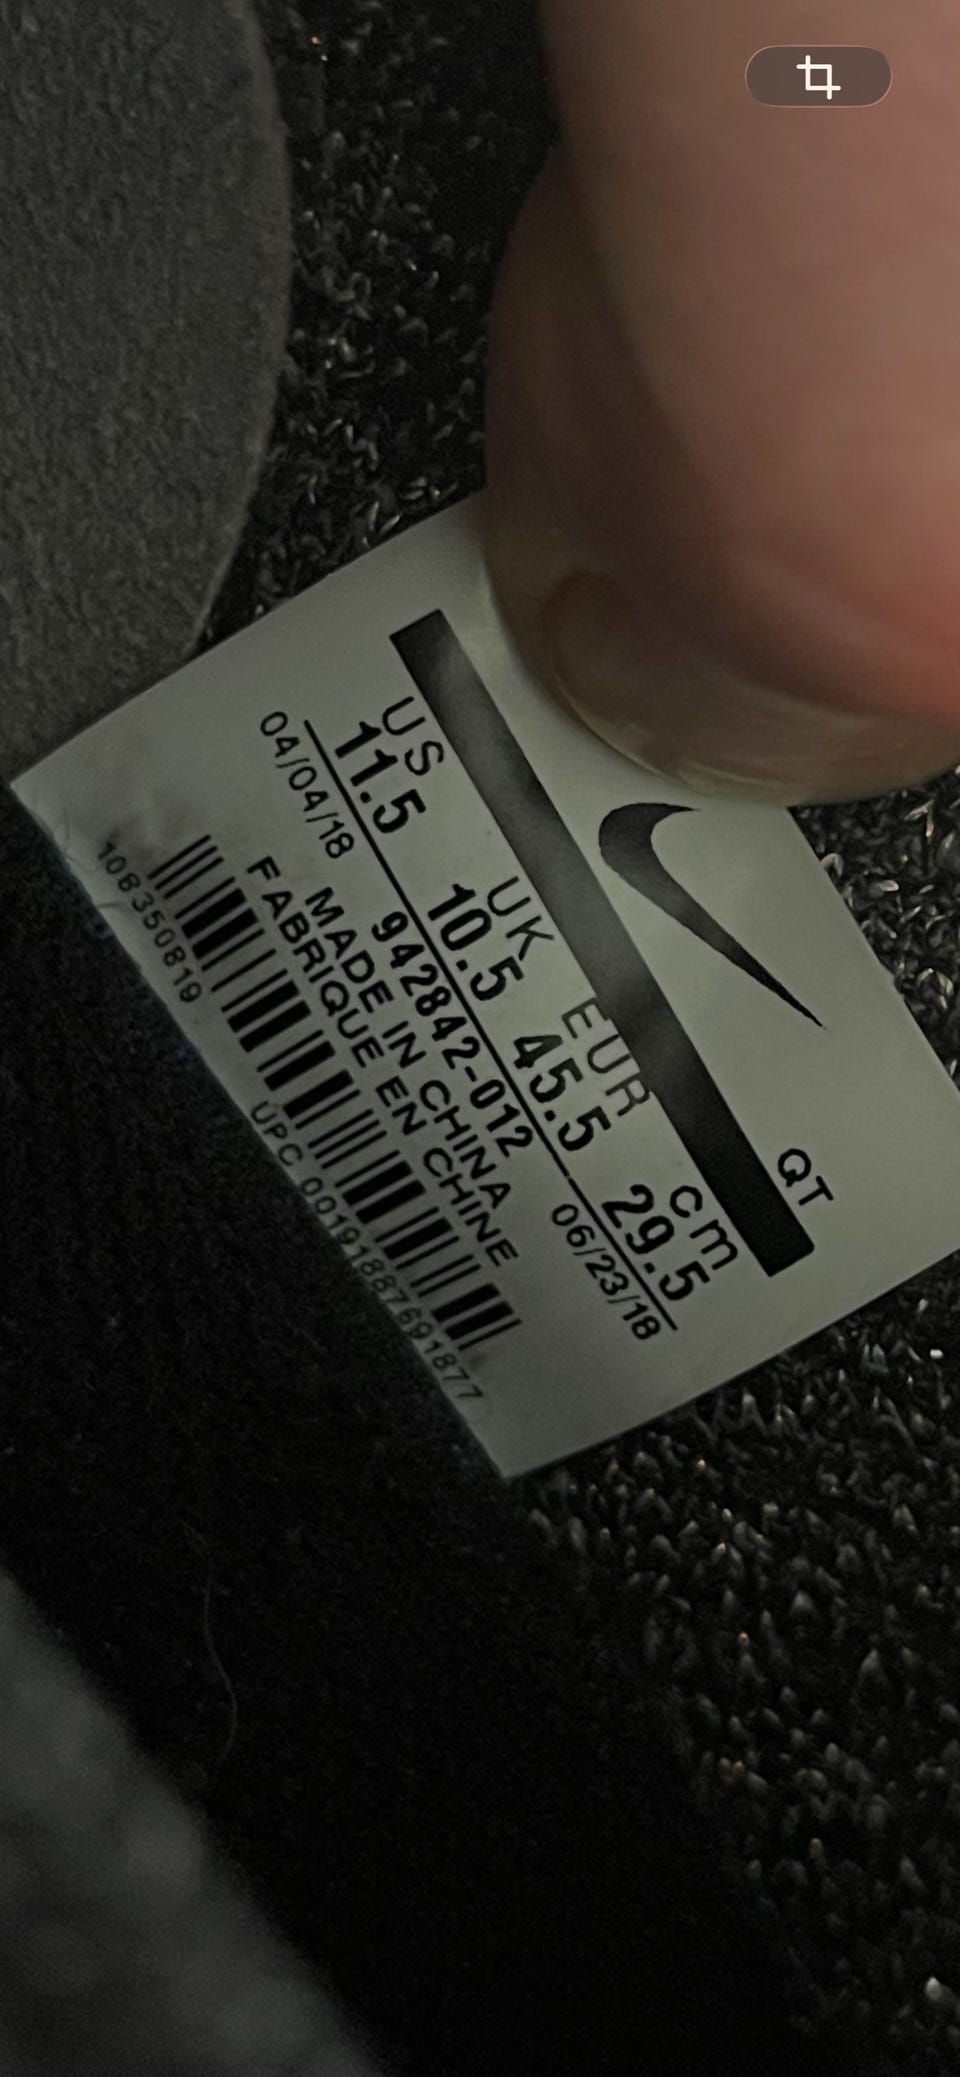 QT
US UK EUR cm
11.5 10.5 45.5 29.5
04/04/18 942842-012 06/23/18
MADE IN CHINA
FABRIQUE EN CHINE
108350819
UPC 00191887691877